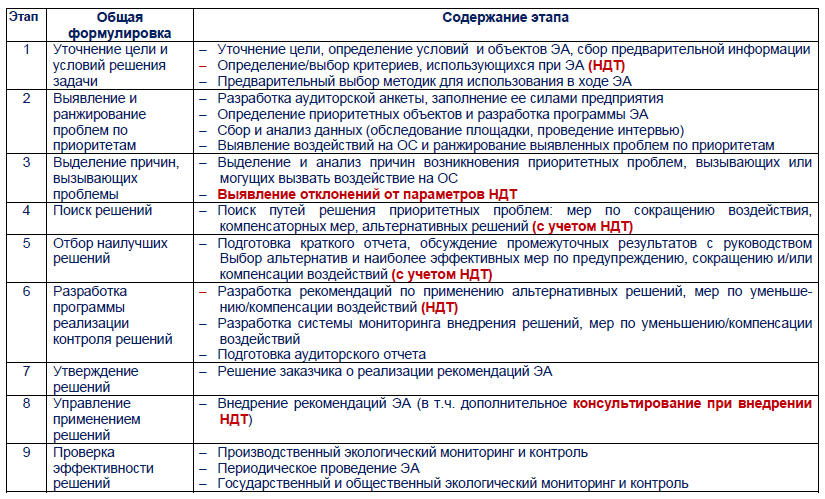 Этап Общая формулировка Содержание этапа
1 Уточнение цели и условий решения задачи
– Уточнение цели, определение условий и объектов ЭА, сбор предварительной информации
– Определение/выбор критериев, использующихся при ЭА (НДТ)
– Предварительный выбор методик для использования в ходе ЭА
2 Выявление и ранжирование проблем по приоритетам
– Разработка аудиторской анкеты, заполнение ее силами предприятия
– Определение приоритетных объектов и разработка программы ЭА
– Сбор и анализ данных (обследование площадки, проведение интервью)
– Выявление воздействий на ОС и ранжирование выявленных проблем по приоритетам
3 Выделение причин, вызывающих проблемы
– Выделение и анализ причин возникновения приоритетных проблем, вызывающих или
могущих вызвать воздействие на ОС
– Выявление отклонений от параметров НДТ
4 Поиск решений
– Поиск путей решения приоритетных проблем: мер по сокращению воздействия,
компенсаторных мер, альтернативных решений (с учетом НДТ)
5 Отбор наилучших решений
– Подготовка краткого отчета, обсуждение промежуточных результатов с руководством
Выбор альтернатив и наиболее эффективных мер по предупреждению, сокращению и/или
компенсации воздействий (с учетом НДТ)
6 Разработка программы реализации контроля решений
– Разработка рекомендаций по применению альтернативных решений, мер по уменьше-
нию/компенсации воздействий (НДТ)
– Разработка системы мониторинга внедрения решений, мер по уменьшению/компенсации
воздействий
– Подготовка аудиторского отчета
7 Утверждение решений
– Решение заказчика о реализации рекомендаций ЭА
8 Управление применением решений
– Внедрение рекомендаций ЭА (в т.ч. дополнительное консультирование при внедрении
НДТ)
9 Проверка эффективности решений
– Производственный экологический мониторинг и контроль
– Периодическое проведение ЭА
– Государственный и общественный экологический мониторинг и контроль